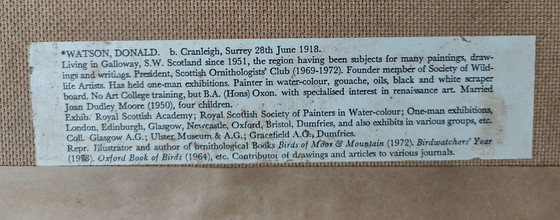 *WATSON, DONALD. b. Cranleigh, Surrey 28th June 1918.
Living in Galloway, S.W. Scotland since 1951, the region having been subjects for many paintings, draw-
ings and writings. President, Scottish Ornithologists' Club (1969-1972). Founder member of Society of Wild-
life Artists. Has held one-man exhibitions. Painter in water-colour, gouache, oils, black and white scraper
board. No Art College training, but B.A. (Hons) Oxon. with specialised interest in renaissance art. Married
Joan Dudley Moore (1950), four children.
Exhib. Royal Scottish Academy; Royal Scottish Society of Painters in Water-colour; One-man exhibitions,
London, Edinburgh, Glasgow, Newcastle, Oxford, Bristol, Dumfries, and also exhibits in various groups, etc.
Coll. Glasgow A.G.; Ulster Museum & A.G.; Gracefield A.G., Dumfries.
Repr. Illustrator and author of ornithological Books Birds of Moor & Mountain (1972). Birdwatchers' Year
(1973). Oxford Book of Birds (1964), etc. Contributor of drawings and articles to various journals.